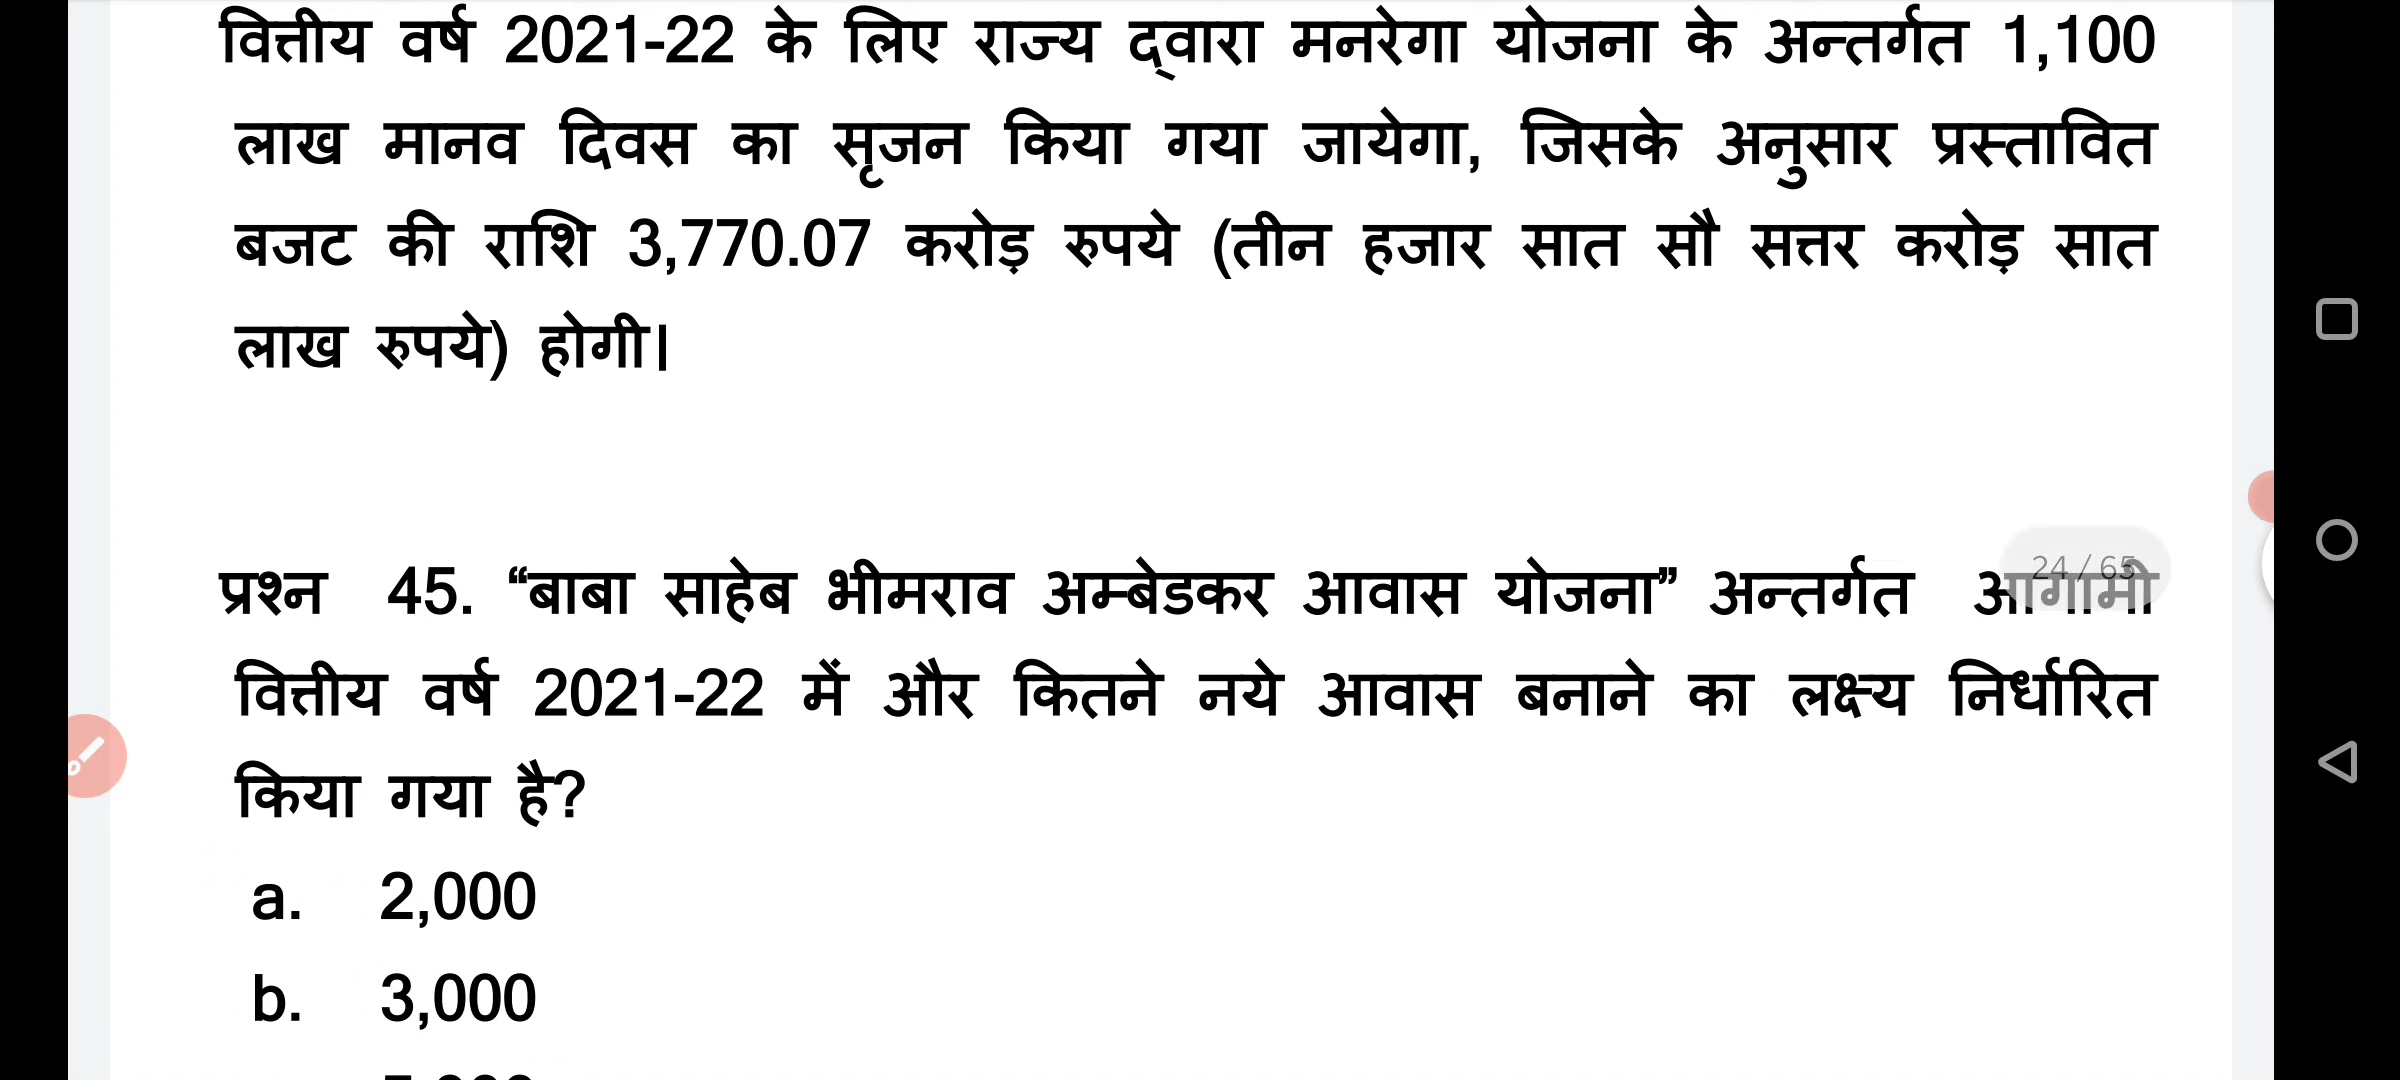 वित्तीय वर्ष 2021-22 के लिए राज्य द्वारा मनरेगा योजना के अन्तर्गत 1,100
लाख मानव दिवस का सृजन किया गया जायेगा, जिसके अनुसार प्रस्तावित
बजट की राशि 3,770.07 करोड़ रुपये (तीन हजार सात सौ सत्तर करोड़ सात
लाख रुपये) होगी।
24 / 65
प्रश्न 45. “बाबा साहेब भीमराव अम्बेडकर आवास योजना” अन्तर्गत आगामी
वित्तीय वर्ष 2021-22 में और कितने नये आवास बनाने का लक्ष्य निर्धारित
किया गया है?
a. 2,000
b. 3,000